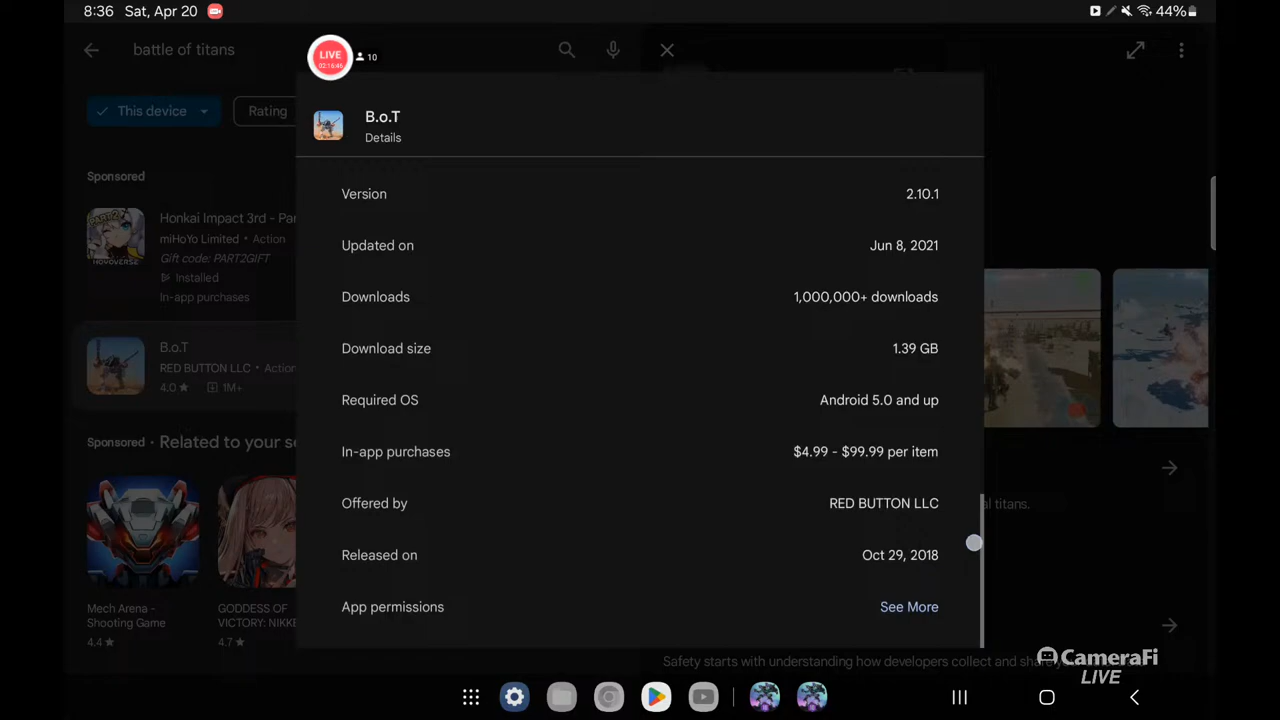 8:36 Sat, Apr 20
44%
battle of titans
LIVE
02:16:46
10
This device
Rating
B.o.T
Details
Sponsored
Honkai Impact 3rd - Par
miHoYo Limited • Action
Gift code: PART2GIFT
Installed
In-app purchases
B.o.T
RED BUTTON LLC • Action
4.0★ 1M+
Sponsored • Related to your se
Mech Arena -
Shooting Game
4.4★
GODDESS OF
VICTORY: NIKKE
4.7★
Version 2.10.1
Updated on Jun 8, 2021
Downloads 1,000,000+ downloads
Download size 1.39 GB
Required OS Android 5.0 and up
In-app purchases $4.99 - $99.99 per item
Offered by RED BUTTON LLC
Released on Oct 29, 2018
App permissions See More
al titans.
Safety starts with understanding how developers collect and share
CameraFi
LIVE